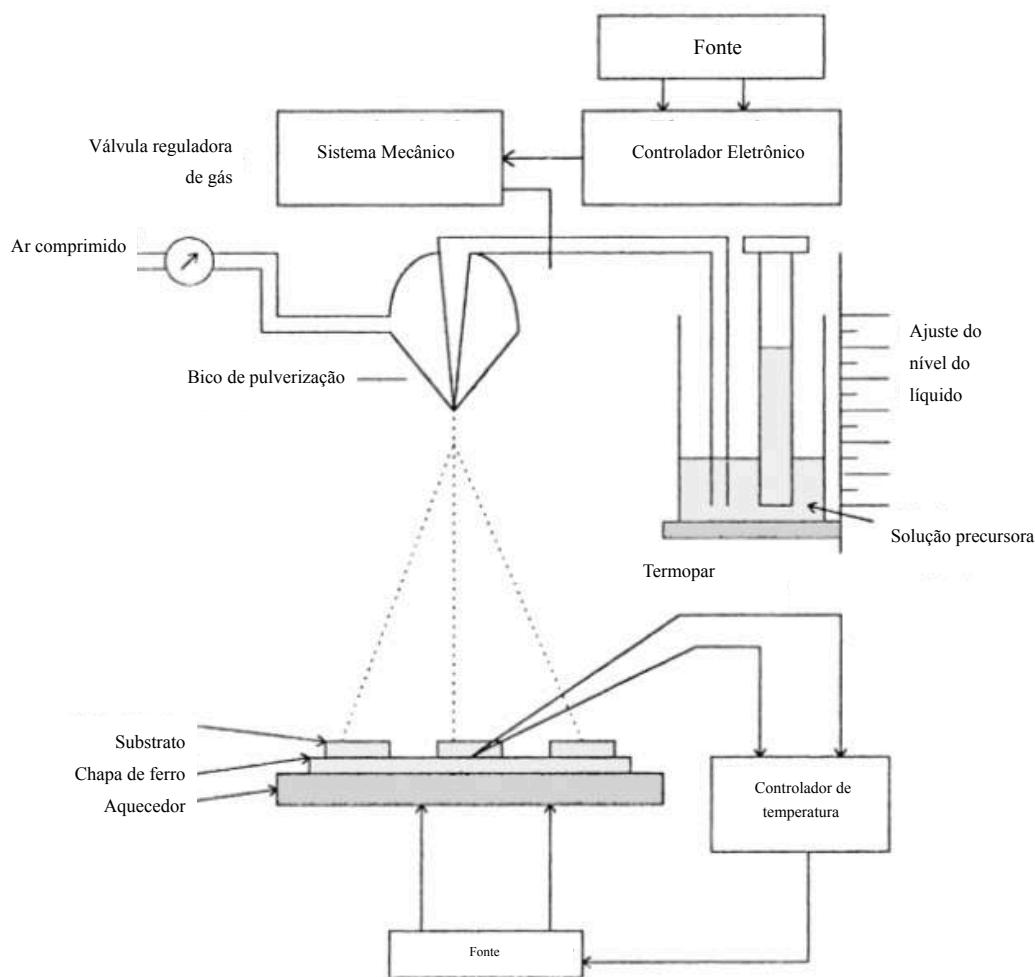 Fonte
Válvula reguladora
de gás
Sistema Mecânico
Controlador Eletrônico
Ar comprimido
Bico de pulverização
Ajuste do
nível do
líquido
Solução precursora
Termopar
Substrato
Chapa de ferro
Aquecedor
Controlador de
temperatura
Fonte